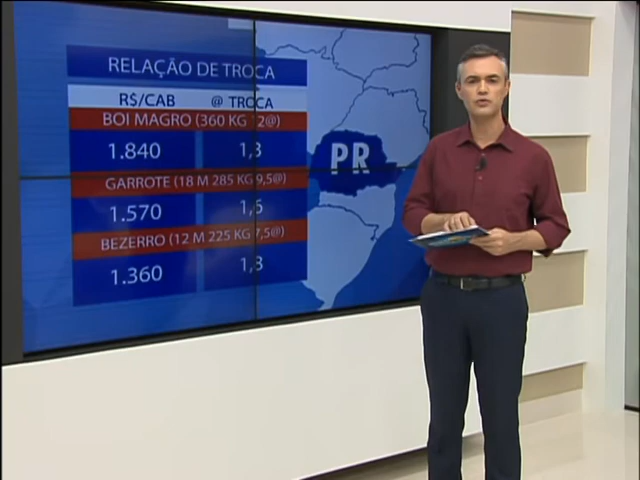 RELAÇÃO DE TROCA
R$/CAB @ TROCA
BOI MAGRO (360 KG 12@)
1.840 1,3
GARROTE (18 M 285 KG 9,5@)
1.570 1,6
BEZERRO (12 M 225 KG 7,5@)
1.360 1,8
PR